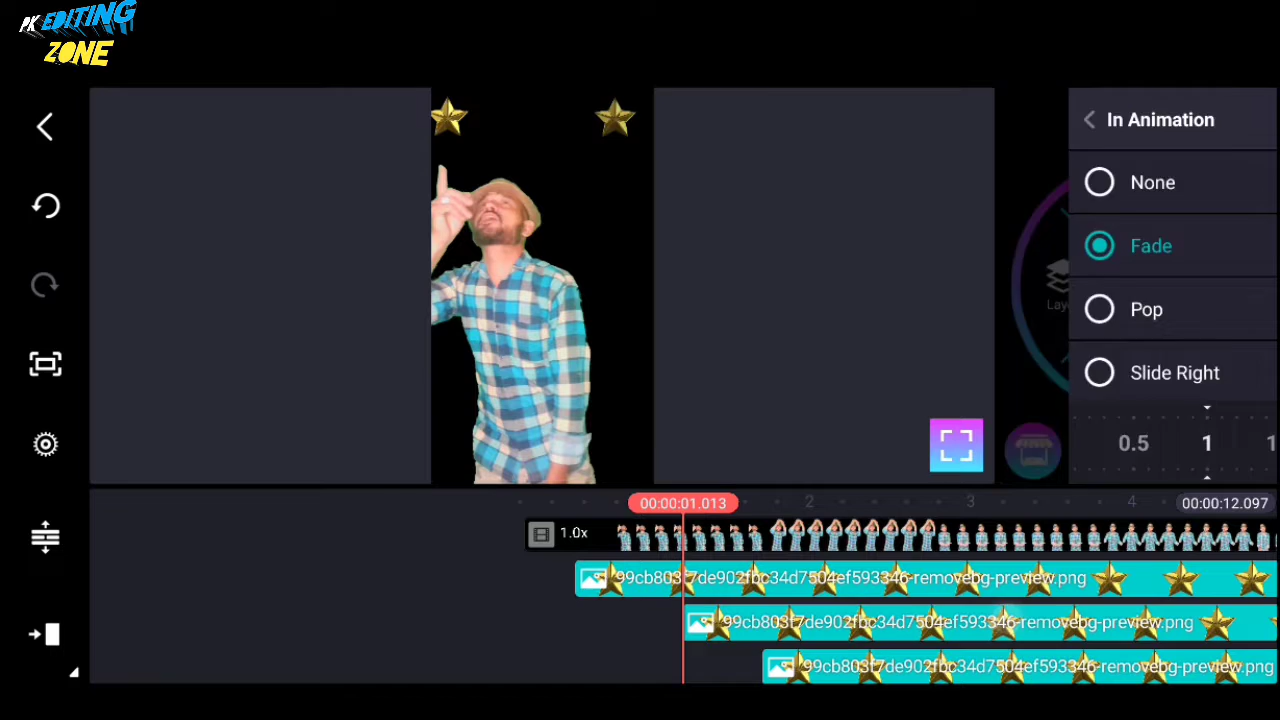 PK EDITING
ZONE
In Animation
None
Fade
Pop
Slide Right
Lay
0.5 1 1
00:00:01.013 2 3 4 00:00:12.097
1.0x
99cb803f7de902fbc34d7504ef593346-removebg-preview.png
99cb803f7de902fbc34d7504ef593346-removebg-preview.png
99cb803f7de902fbc34d7504ef593346-removebg-preview.png